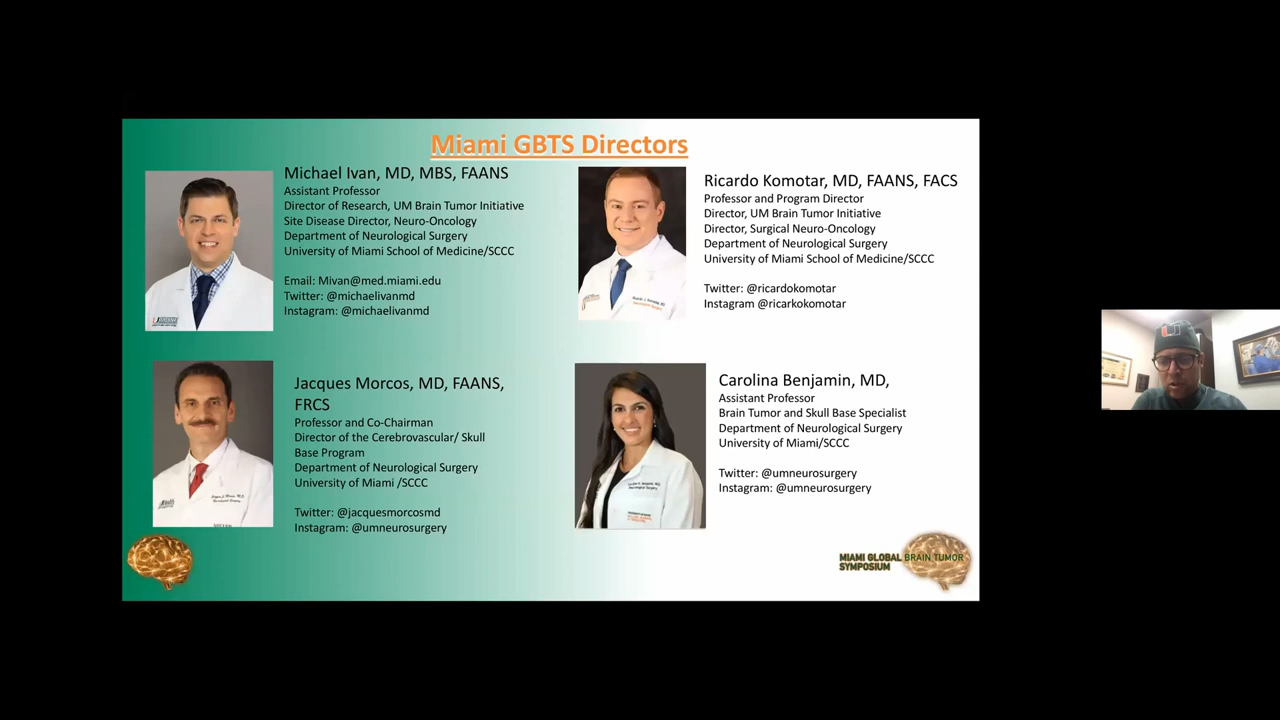 Miami GBTS Directors
Michael Ivan, MD, MBS, FAANS
Assistant Professor
Director of Research, UM Brain Tumor Initiative
Site Disease Director, Neuro-Oncology
Department of Neurological Surgery
University of Miami School of Medicine/SCCC
Email: Mivan@med.miami.edu
Twitter: @michaelivanmd
Instagram: @michaelivanmd
Ricardo Komotar, MD, FAANS, FACS
Professor and Program Director
Director, UM Brain Tumor Initiative
Director, Surgical Neuro-Oncology
Department of Neurological Surgery
University of Miami School of Medicine/SCCC
Twitter: @ricardokomotar
Instagram @ricarkokomotar
Jacques Morcos, MD, FAANS,
FRCS
Professor and Co-Chairman
Director of the Cerebrovascular/ Skull
Base Program
Department of Neurological Surgery
University of Miami /SCCC
Twitter: @jacquesmorcosmd
Instagram: @umneurosurgery
Carolina Benjamin, MD,
Assistant Professor
Brain Tumor and Skull Base Specialist
Department of Neurological Surgery
University of Miami/SCCC
Twitter: @umneurosurgery
Instagram: @umneurosurgery
MIAMI GLOBAL BRAIN TUMOR
SYMPOSIUM